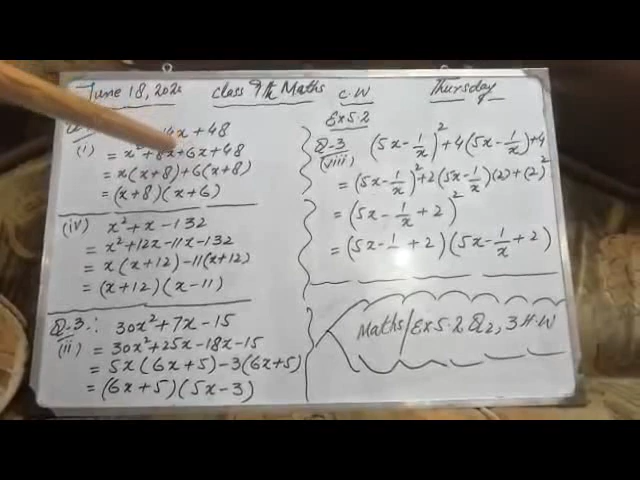 June 18, 202 class 9th Maths C.W Thursday
4x + 48
(i) = x² + 8x + 6x + 48
= x(x+8) + 6(x+8)
= (x+8)(x+6)
(iv) x² + x - 132
= x² + 12x - 11x - 132
= x(x+12) - 11(x+12)
= (x+12)(x-11)
Q.3 : 30x² + 7x - 15
(ii) = 30x² + 25x - 18x - 15
= 5x(6x+5) - 3(6x+5)
= (6x+5)(5x-3)
Ex 5.2
Q-3 (viii) (5x - 1/x)² + 4(5x - 1/x) + 4
= (5x - 1/x)² + 2(5x - 1/x)(2) + (2)²
= (5x - 1/x + 2)²
= (5x - 1/x + 2)(5x - 1/x + 2)
Maths/Ex 5.2, Q2, 3 H.W